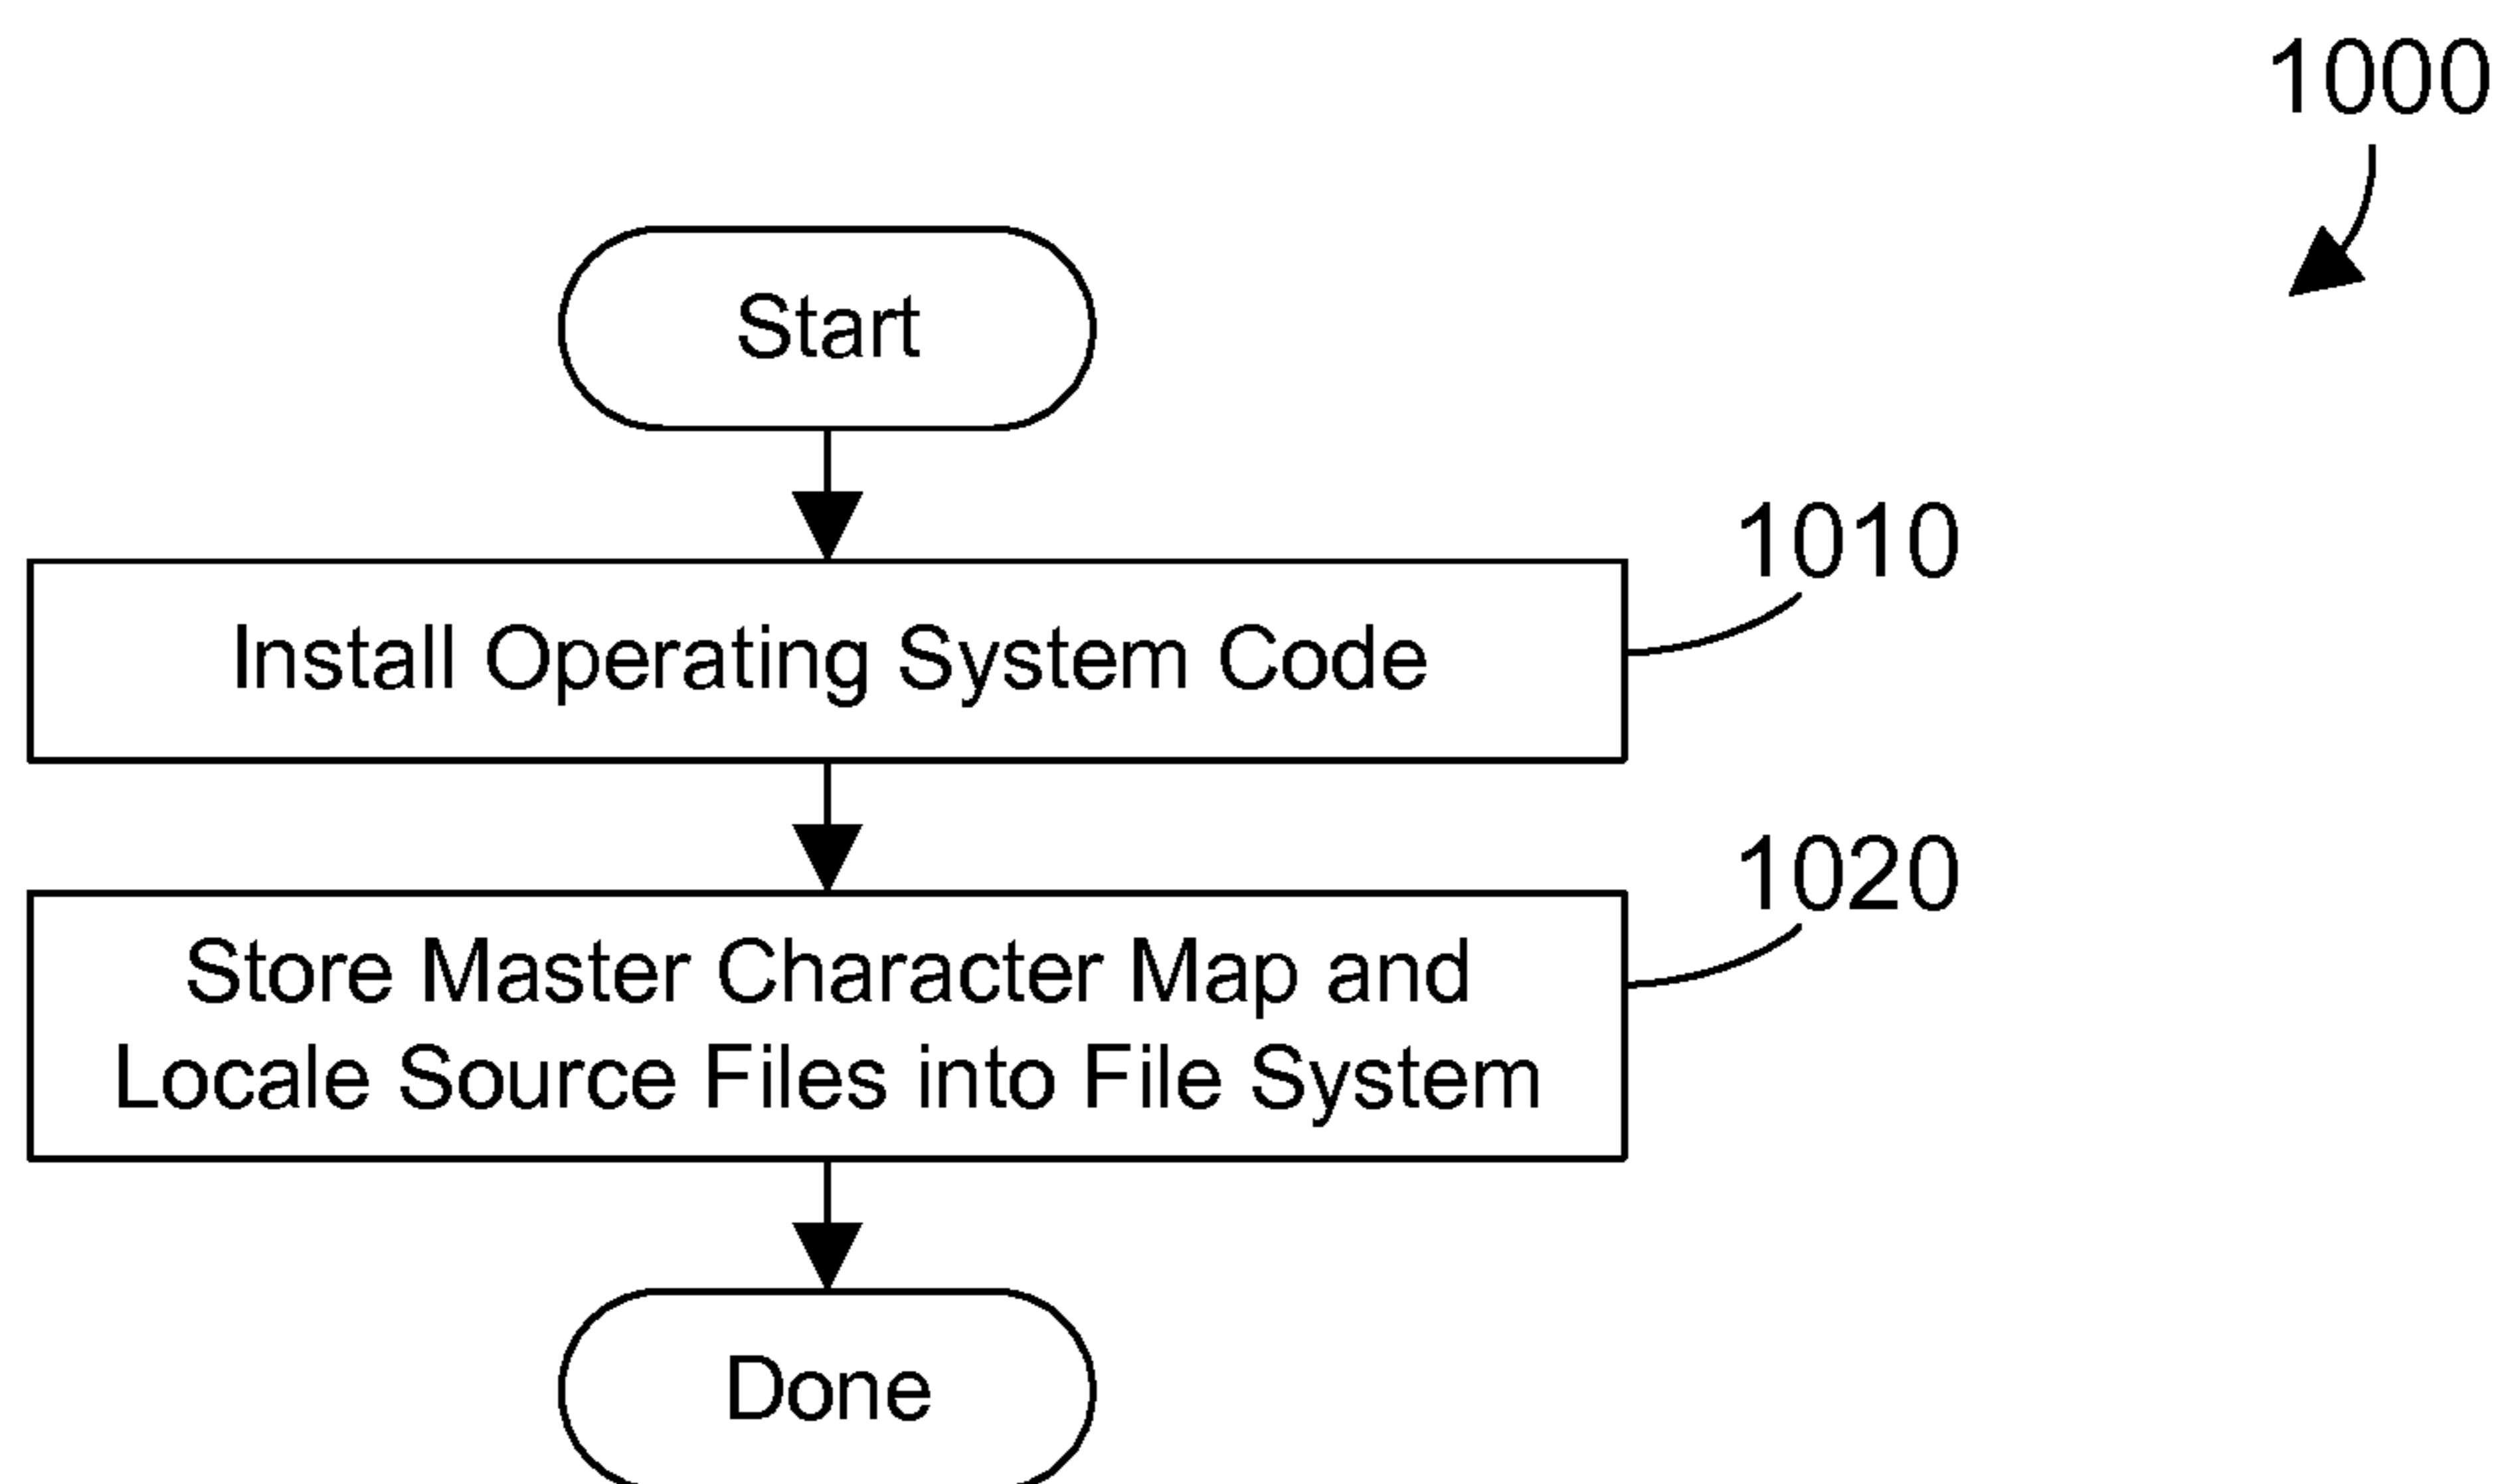 1000
Start
1010
Install Operating System Code
1020
Store Master Character Map and
Locale Source Files into File System
Done